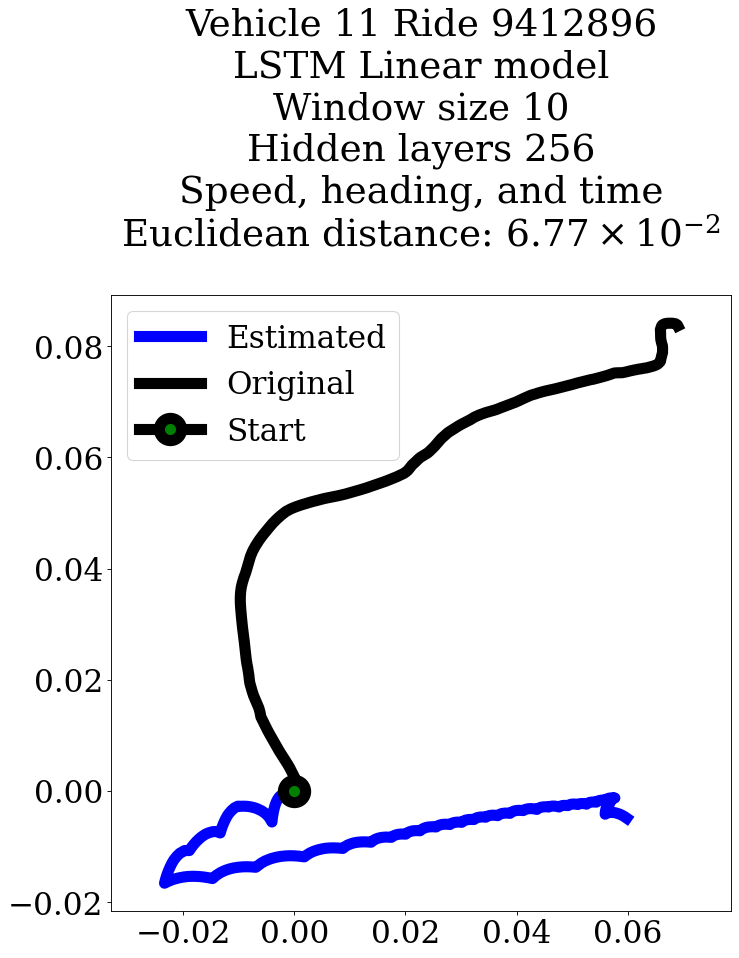 Vehicle 11 Ride 9412896
LSTM Linear model
Window size 10
Hidden layers 256
Speed, heading, and time
Euclidean distance: 6.77 × 10⁻²
Estimated
Original
Start
0.08
0.06
0.04
0.02
0.00
−0.02
−0.02 0.00 0.02 0.04 0.06